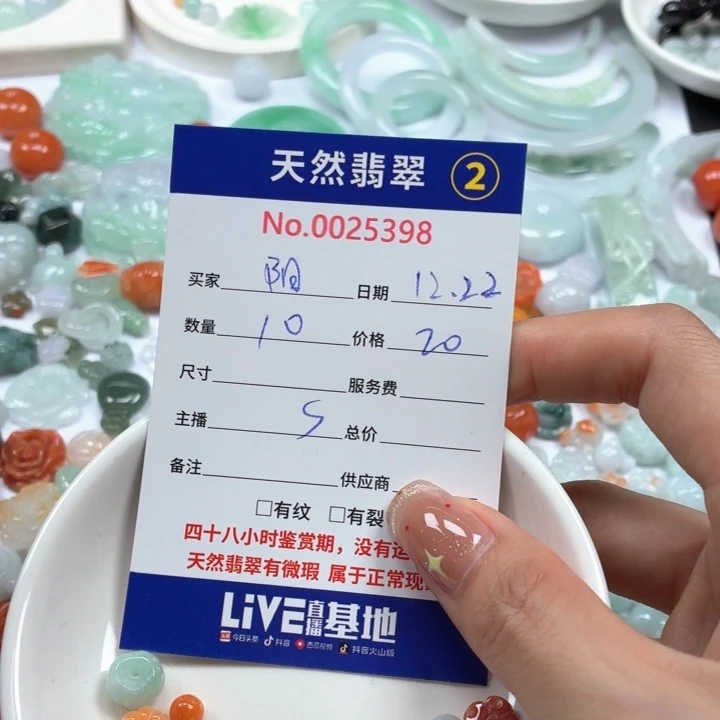 天然翡翠 2
No.0025398
买家 阳 日期 12.22
数量 10 价格 20
尺寸 服务费
主播 S 总价
备注 供应商
□有纹 □有裂
四十八小时鉴赏期，没有运
天然翡翠有微瑕 属于正常现
LiVE直播基地
今日头条 抖音 西瓜视频 抖音火山版